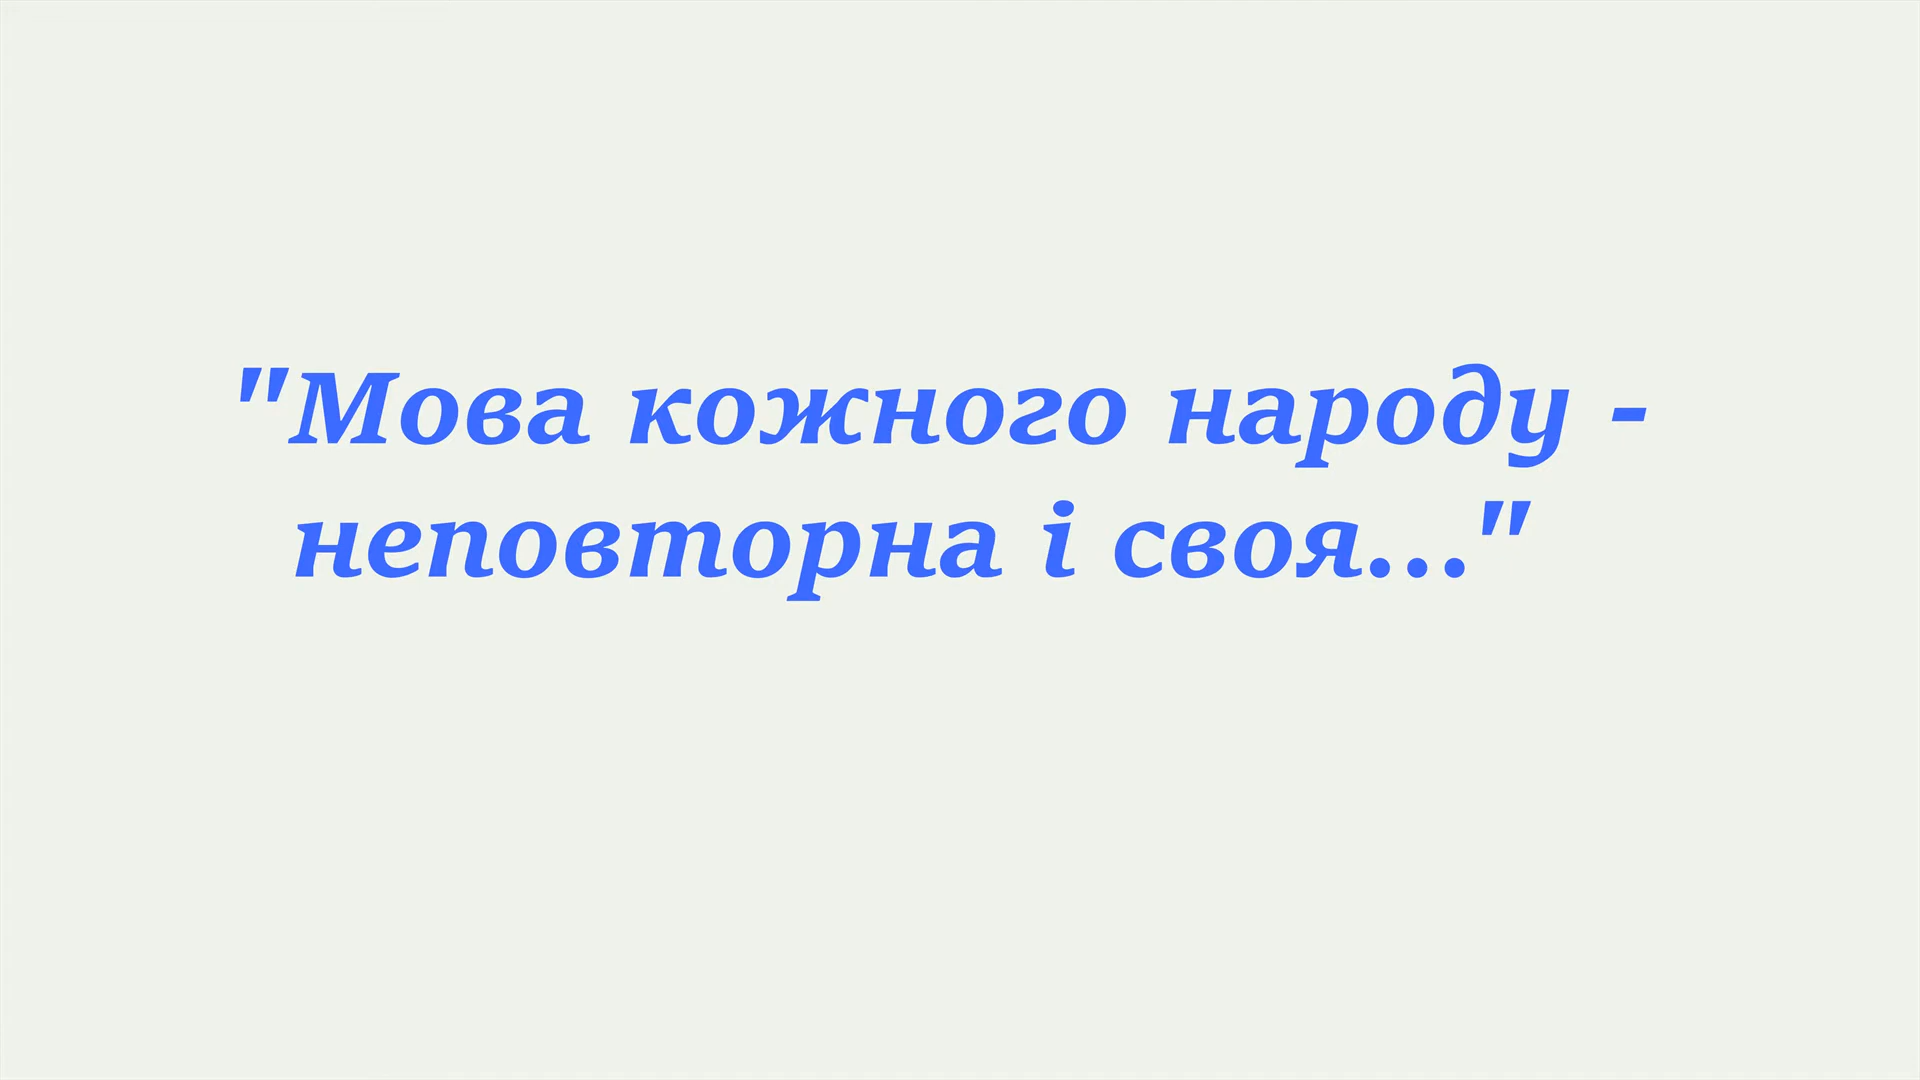 "Мова кожного народу -
неповторна і своя..."